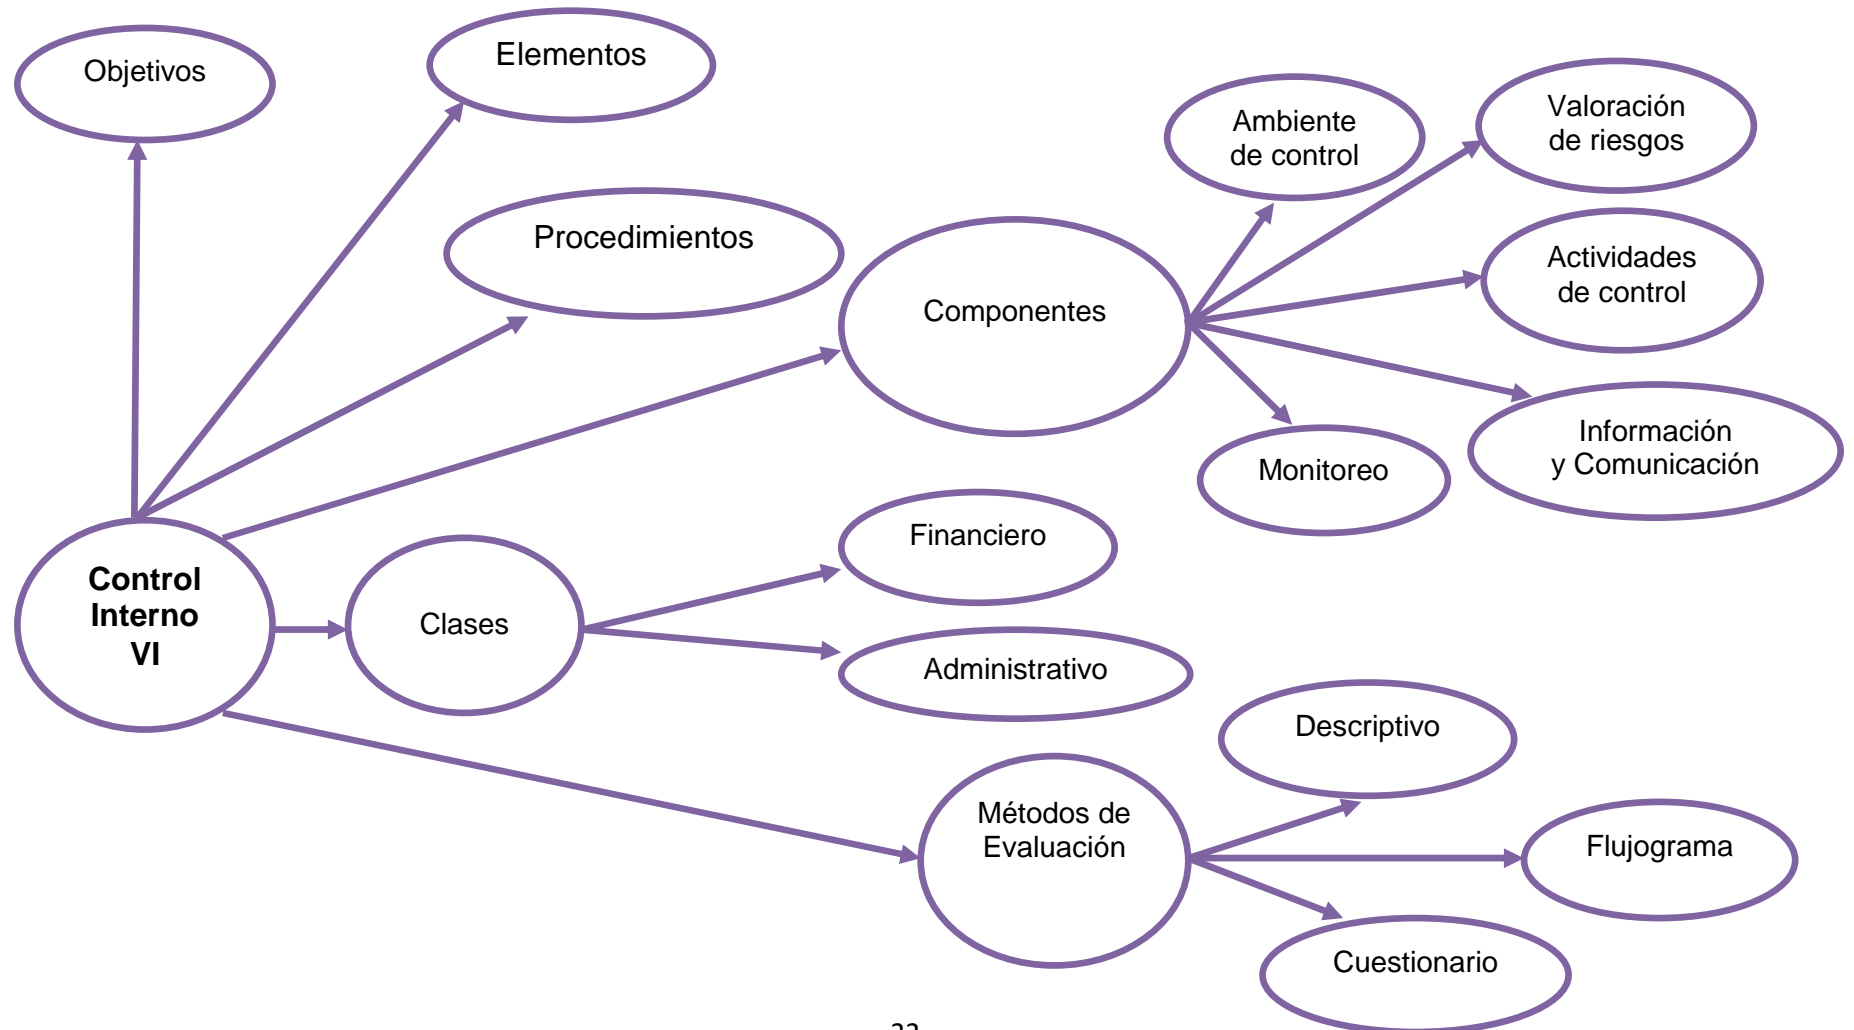 Objetivos
Elementos
Procedimientos
Componentes
Ambiente
de control
Valoración
de riesgos
Actividades
de control
Información
y Comunicación
Monitoreo
Control
Interno
VI
Clases
Financiero
Administrativo
Métodos de
Evaluación
Descriptivo
Flujograma
Cuestionario